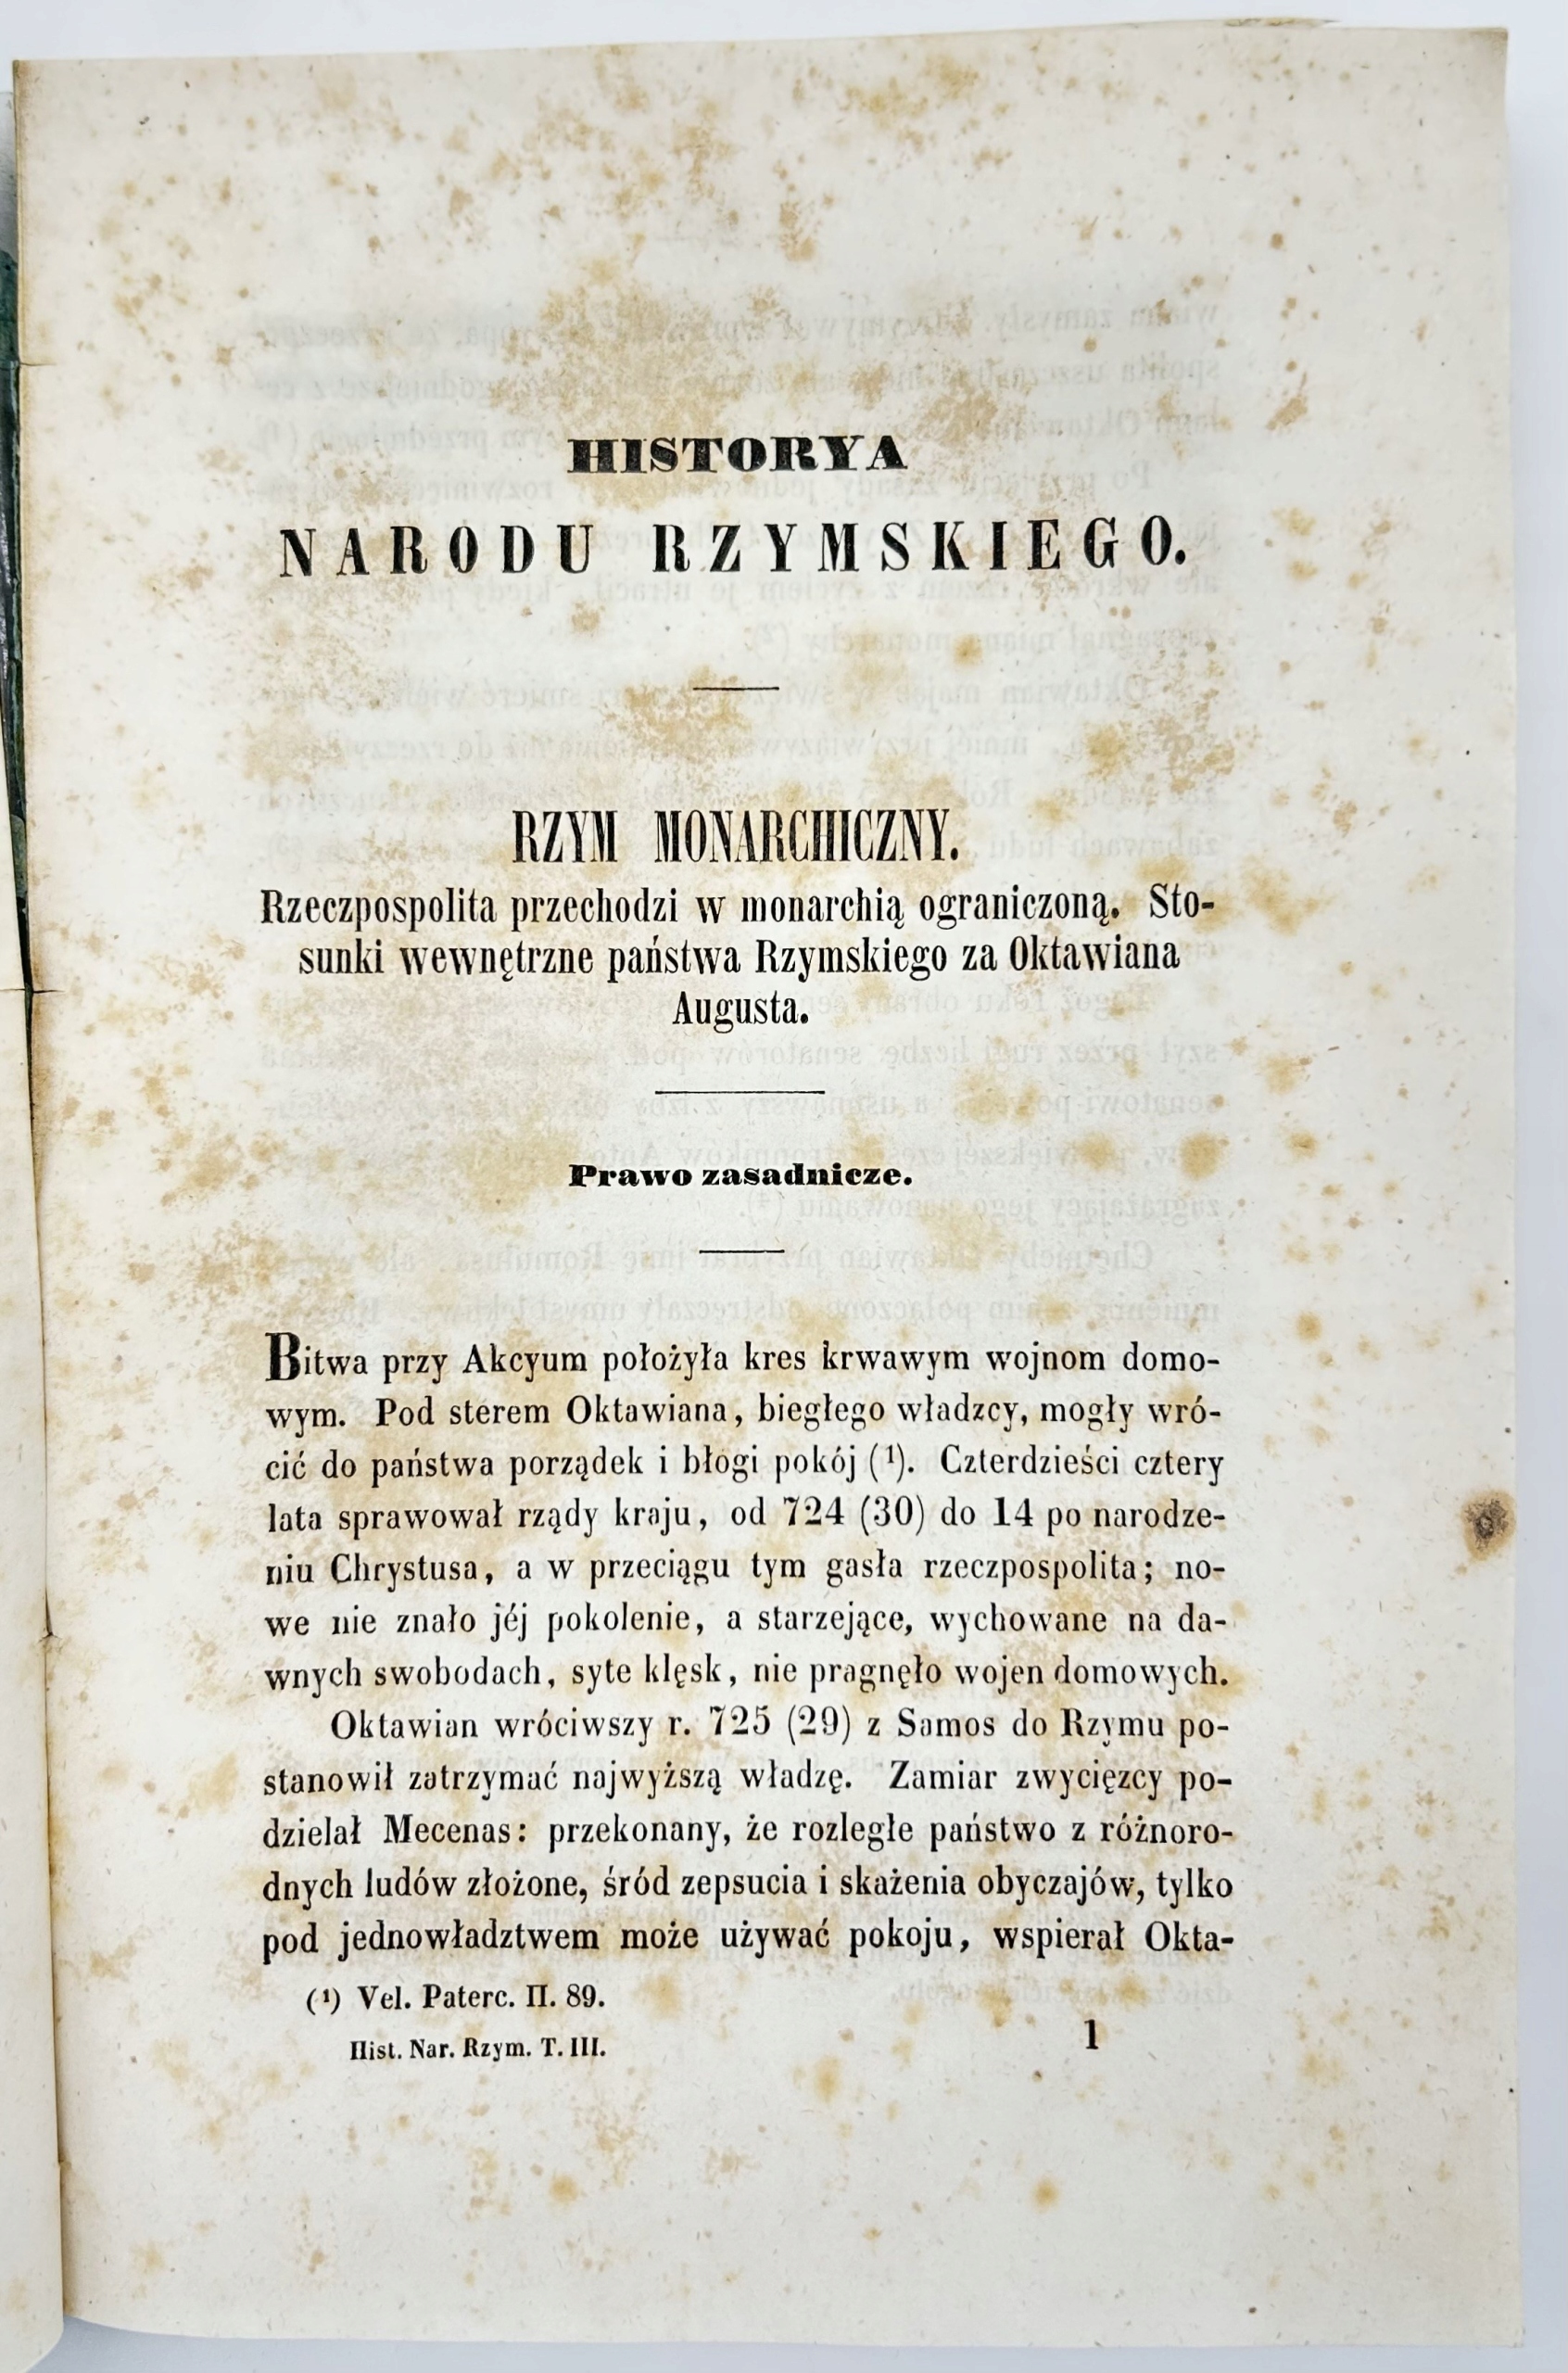 HISTORYA
NARODU RZYMSKIEGO.
RZYM MONARCHICZNY.
Rzeczpospolita przechodzi w monarchią ograniczoną. Sto-
sunki wewnętrzne państwa Rzymskiego za Oktawiana
Augusta.
Prawo zasadnicze.
Bitwa przy Akcyum położyła kres krwawym wojnom domo-
wym. Pod sterem Oktawiana, biegłego władzcy, mogły wró-
cić do państwa porządek i błogi pokój (¹). Czterdzieści cztery
lata sprawował rządy kraju, od 724 (30) do 14 po narodze-
niu Chrystusa, a w przeciągu tym gasła rzeczpospolita; no-
we nie znało jéj pokolenie, a starzejące, wychowane na da-
wnych swobodach, syte klęsk, nie pragnęło wojen domowych.
Oktawian wróciwszy r. 725 (29) z Samos do Rzymu po-
stanowił zatrzymać najwyższą władzę. Zamiar zwycięzcy po-
dzielał Mecenas: przekonany, że rozległe państwo z różnoro-
dnych ludów złożone, śród zepsucia i skażenia obyczajów, tylko
pod jednowładztwem może używać pokoju, wspierał Okta-
(¹) Vel. Paterc. II. 89.
Hist. Nar. Rzym. T. III.
1